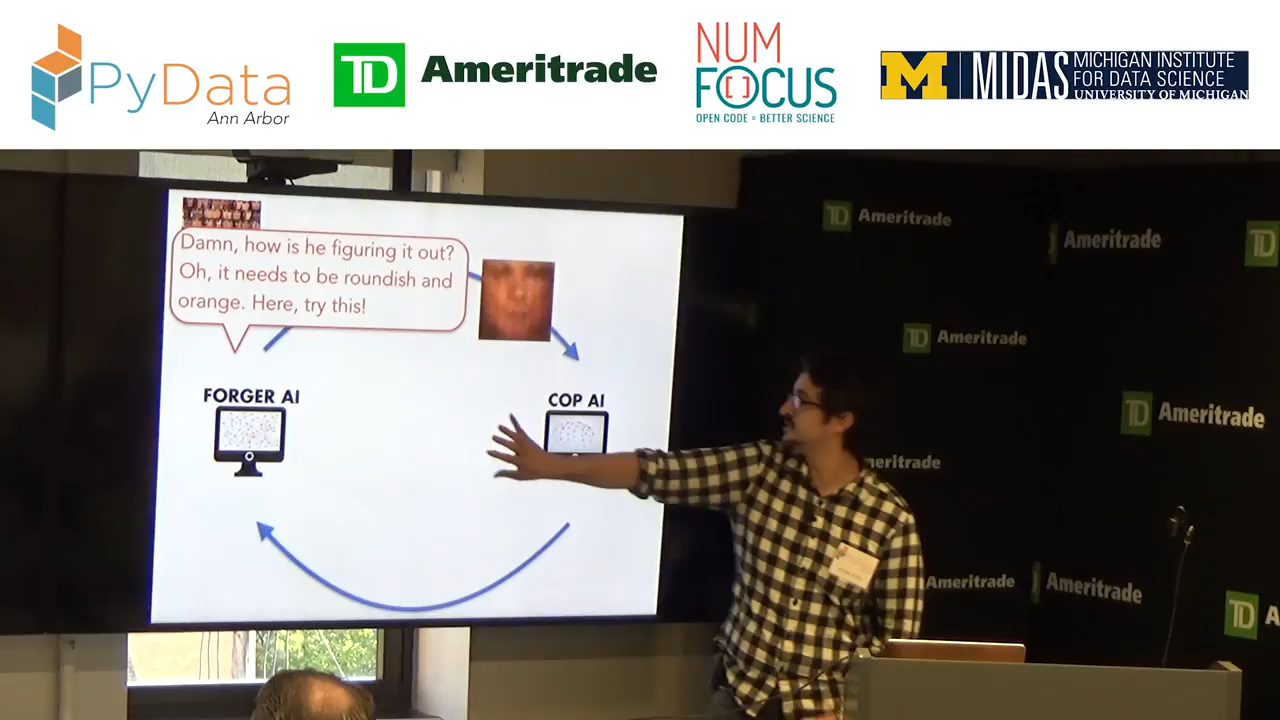 PyData
Ann Arbor
TD Ameritrade
NUM
FOCUS
OPEN CODE = BETTER SCIENCE
M MIDAS
MICHIGAN INSTITUTE
FOR DATA SCIENCE
UNIVERSITY OF MICHIGAN
Damn, how is he figuring it out?
Oh, it needs to be roundish and
orange. Here, try this!
FORGER AI
COP AI
TD Ameritrade
Ameritrade
TD
TD Ameritrade
TD Ameritrade
Ameritrade
Ameritrade
TD A